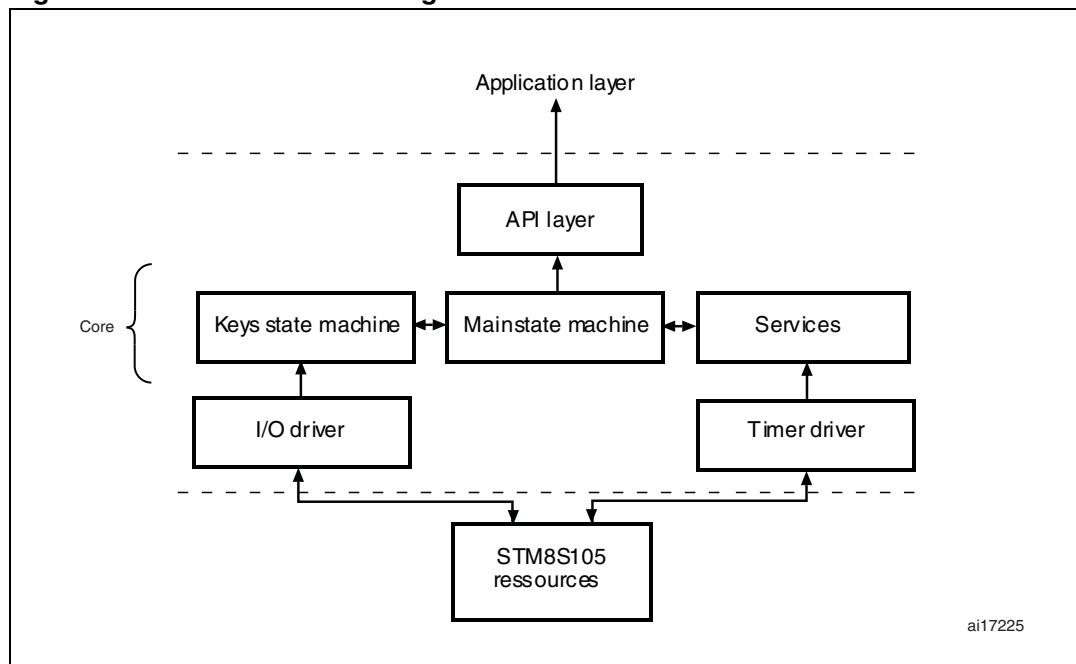 Application layer
API layer
Core
Keys state machine
Mainstate machine
Services
I/O driver
Timer driver
STM8S105
ressources
ai17225